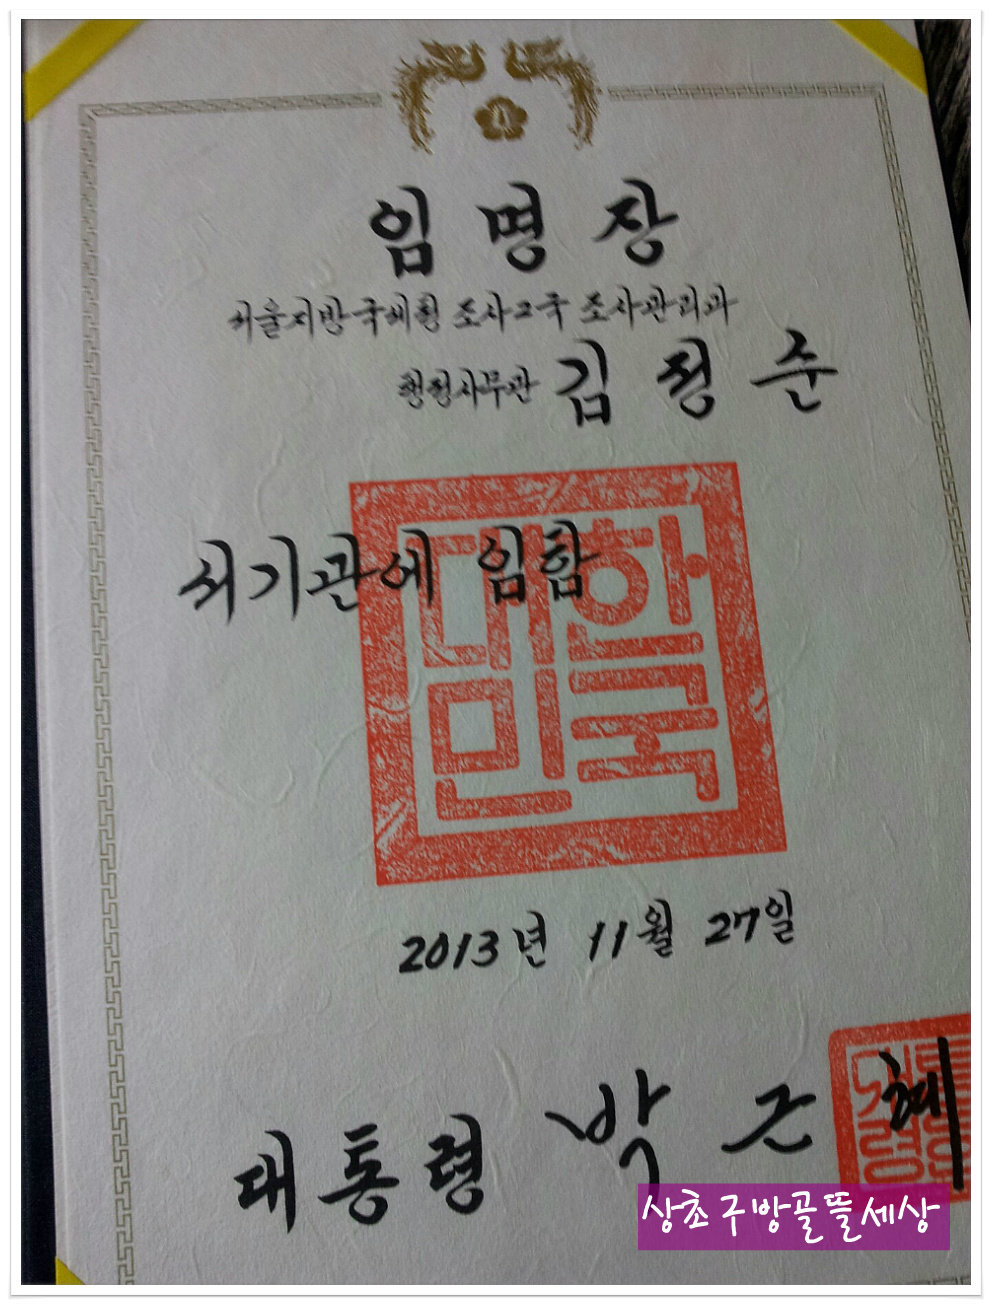 임 명 장
서울지방국세청 조사2국 조사관리과
행정사무관 김 정 준
서기관에 임함
대한
민국
2013년 11월 27일
대 통 령 박 근 혜
상초구방골뜰세상